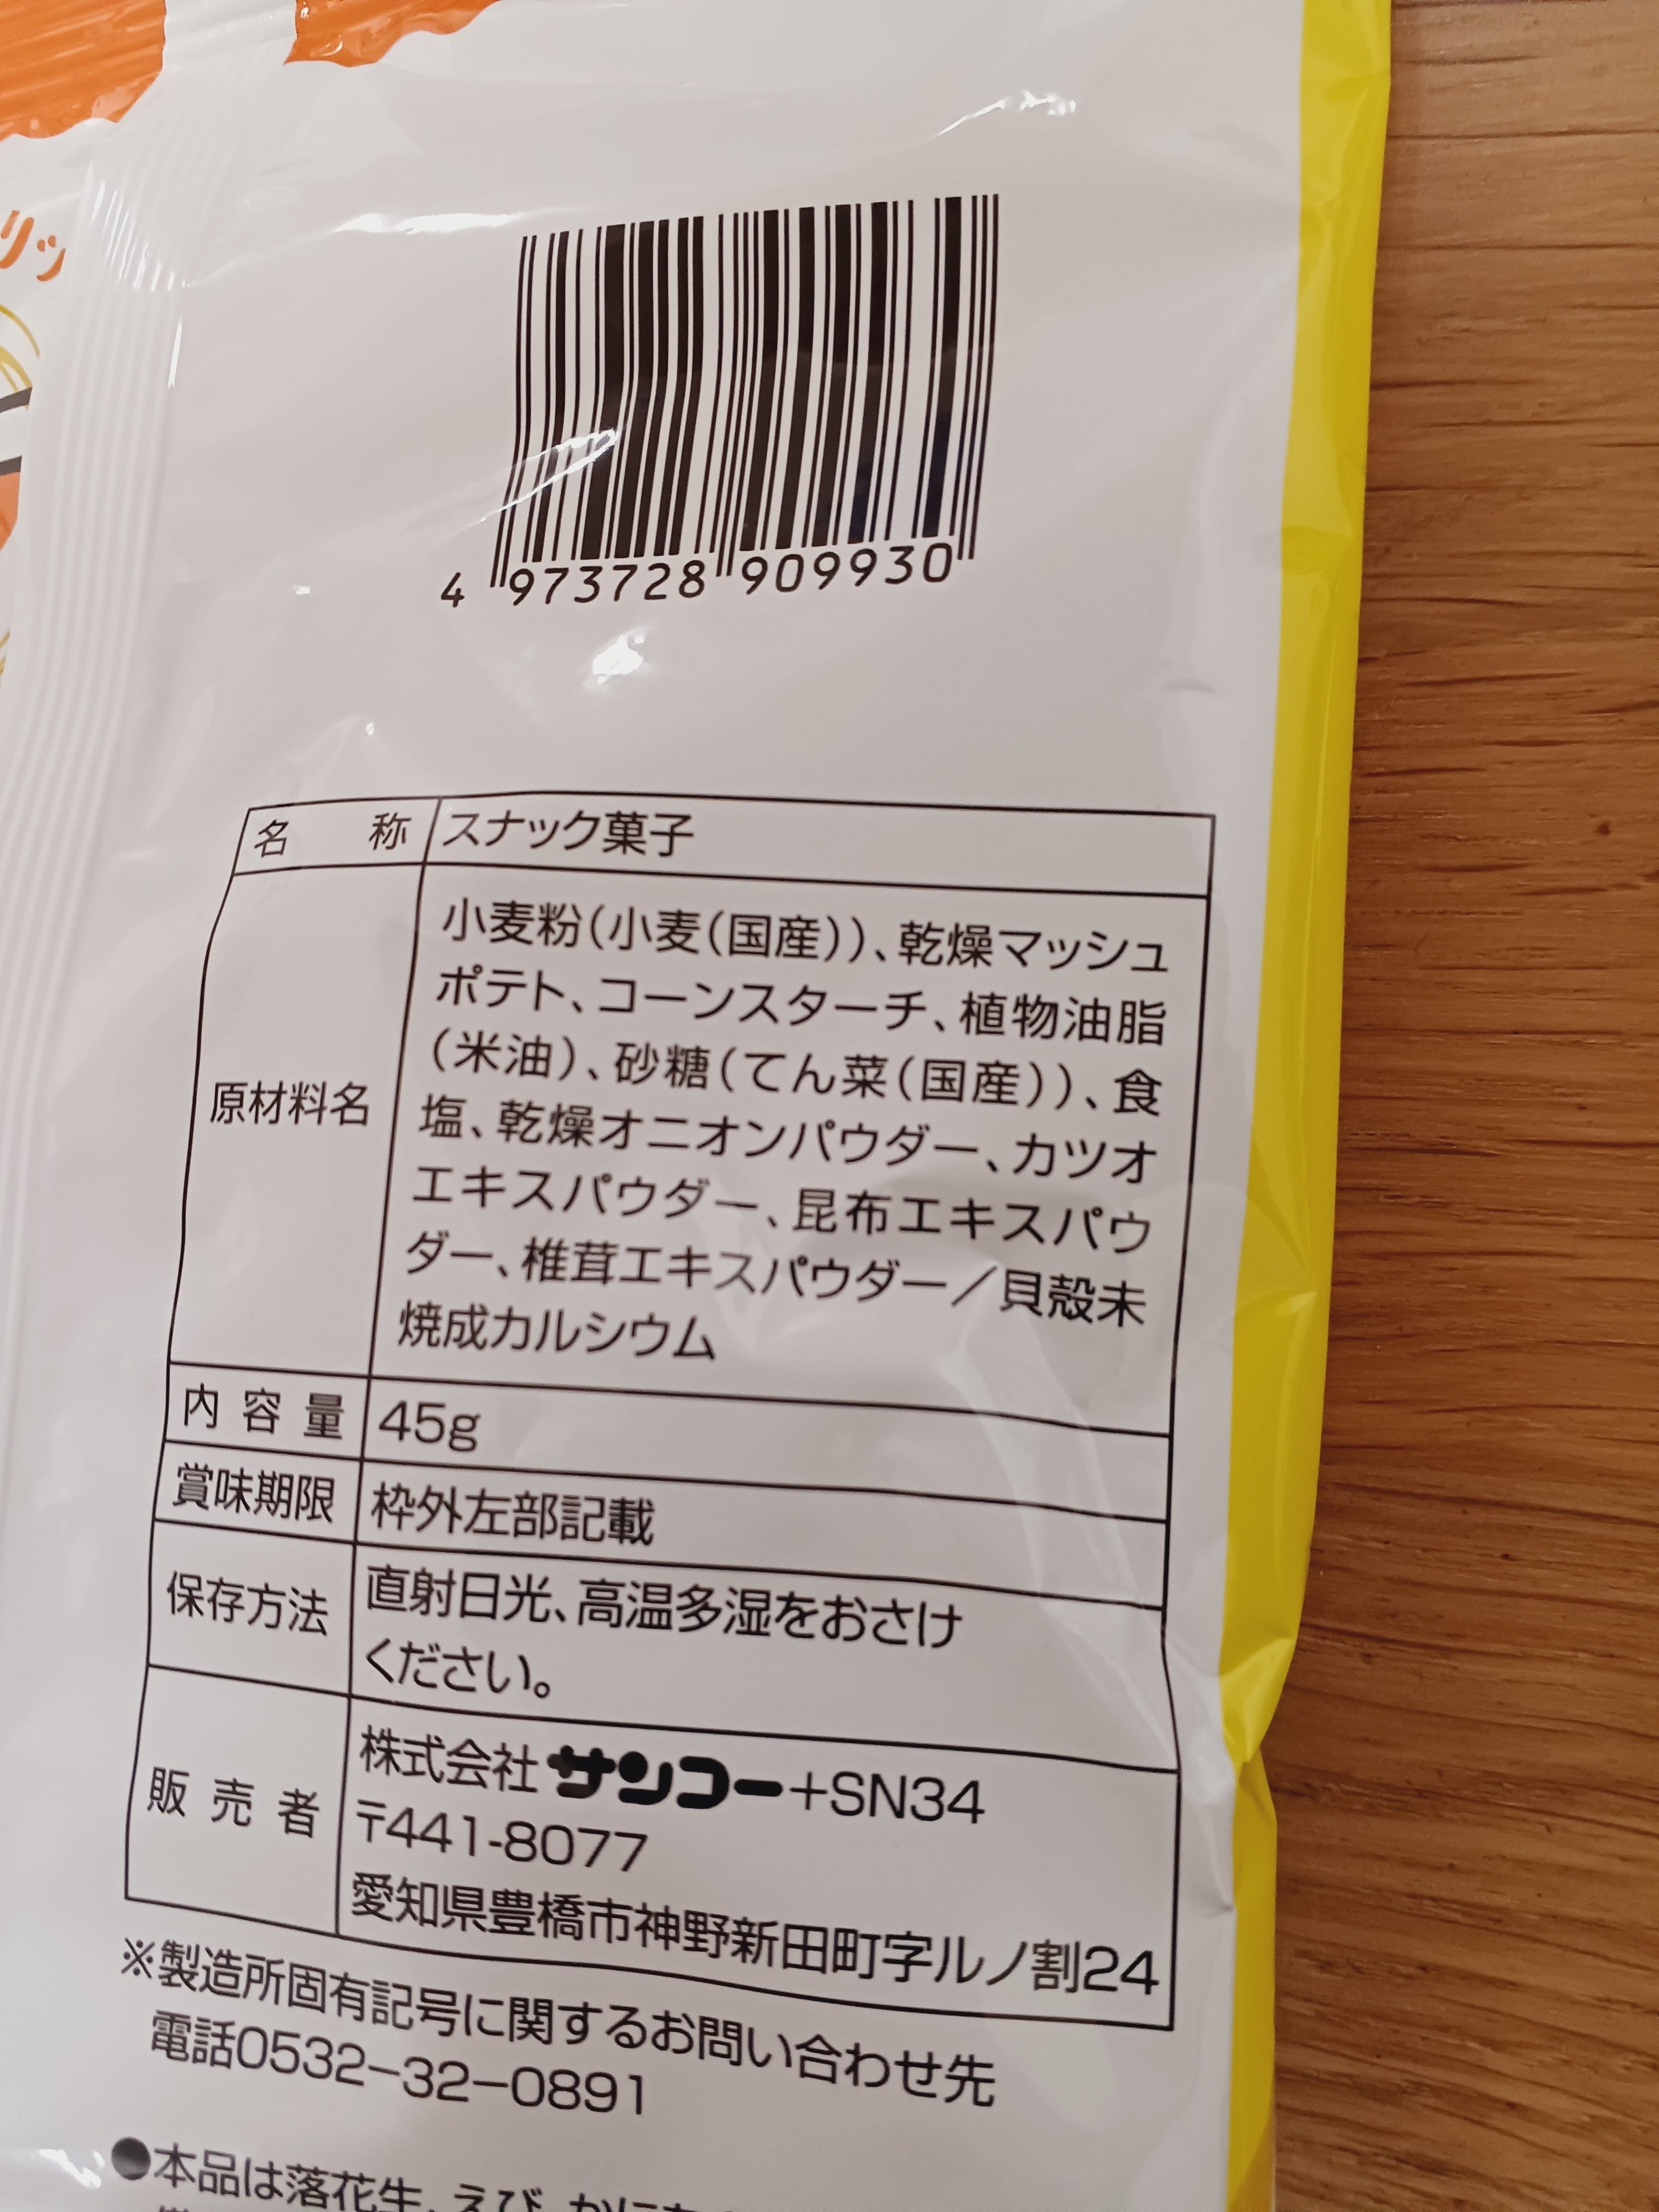 リッ
4 973728 909930
名 称 スナック菓子
原材料名
小麦粉(小麦(国産))、乾燥マッシュ
ポテト、コーンスターチ、植物油脂
(米油)、砂糖(てん菜(国産))、食
塩、乾燥オニオンパウダー、カツオ
エキスパウダー、昆布エキスパウ
ダー、椎茸エキスパウダー／貝殻未
焼成カルシウム
内容量 45g
賞味期限 枠外左部記載
保存方法 直射日光、高温多湿をおさけ
ください。
販売者
株式会社サンコー+SN34
〒441-8077
愛知県豊橋市神野新田町字ルノ割24
※製造所固有記号に関するお問い合わせ先
電話0532-32-0891
●本品は落花生、えび、かに